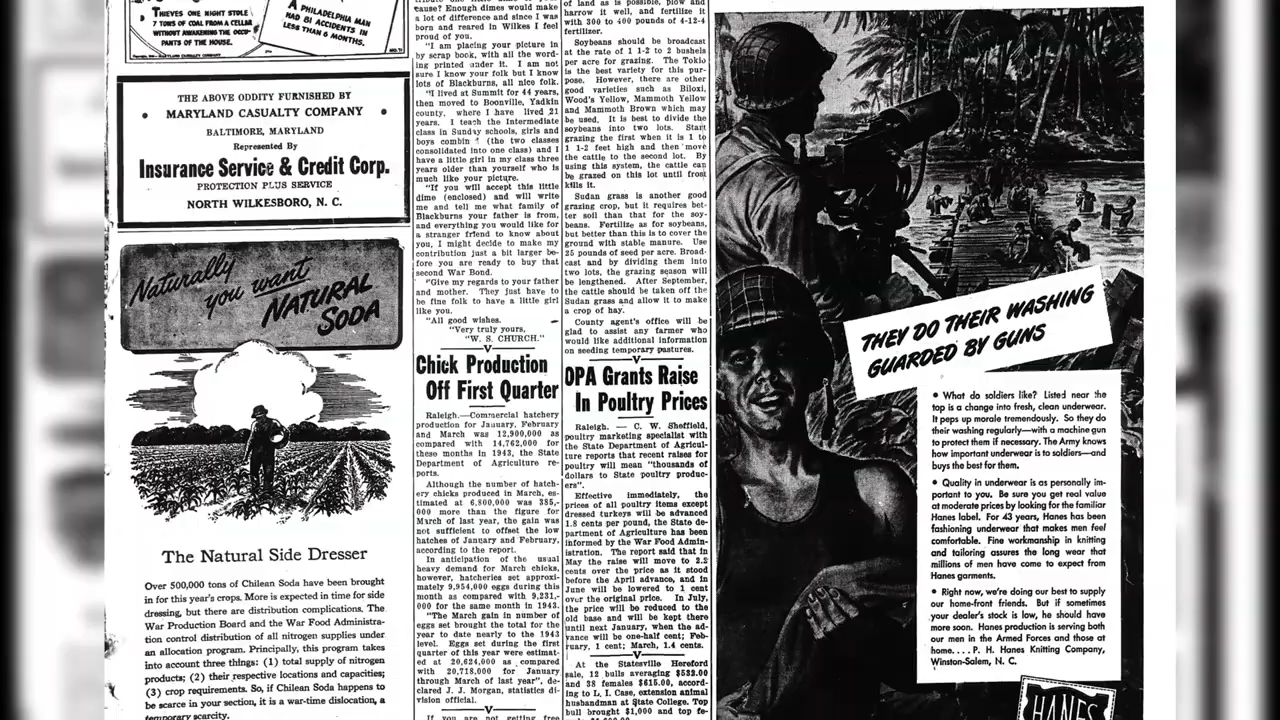 THIEVES ONE NIGHT STOLE
7 TONS OF COAL FROM A CELLAR
WITHOUT AWAKENING THE OCCU-
PANTS OF THE HOUSE.
A PHILADELPHIA MAN
HAD 81 ACCIDENTS IN
LESS THAN 6 MONTHS.
THE ABOVE ODDITY FURNISHED BY
• MARYLAND CASUALTY COMPANY •
BALTIMORE, MARYLAND
Represented By
Insurance Service & Credit Corp.
PROTECTION PLUS SERVICE
NORTH WILKESBORO, N. C.
Naturally
you want
NATURAL
SODA
The Natural Side Dresser
Over 500,000 tons of Chilean Soda have been brought
in for this year's crops. More is expected in time for side
dressing, but there are distribution complications. The
War Production Board and the War Food Administra-
tion control distribution of all nitrogen supplies under
an allocation program. Principally, this program takes
into account three things: (1) total supply of nitrogen
products; (2) their respective locations and capacities;
(3) crop requirements. So, if Chilean Soda happens to
be scarce in your section, it is a war-time dislocation, a
temporary scarcity.
cause? Enough dimes would make
a lot of difference and since I was
born and reared in Wilkes I feel
proud of you.
"I am placing your picture in
by scrap book, with all the word-
ing printed under it. I am not
sure I know your folk but I know
lots of Blackburns, all nice folk.
"I lived at Summit for 44 years,
then moved to Boonville, Yadkin
county, where I have lived 21
years. I teach the Intermediate
class in Sunday schools, girls and
boys combin (the two classes
consolidated into one class) and I
have a little girl in my class three
years older than yourself who is
much like your picture.
"If you will accept this little
dime (enclosed) and will write
me and tell me what family of
Blackburns your father is from,
and everything you would like for
a stranger friend to know about
you, I might decide to make my
contribution just a bit larger be-
fore you are ready to buy that
second War Bond.
"Give my regards to your father
and mother. They just have to
be fine folk to have a little girl
like you.
"All good wishes.
"Very truly yours,
"W. S. CHURCH."
V
Chick Production
Off First Quarter
Raleigh.—Commercial hatchery
production for January, February
and March was 12,900,000 as
compared with 14,762,000 for
these months in 1943, the State
Department of Agriculture re-
ports.
Although the number of hatch-
ery chicks produced in March, es-
timated at 6,800,000 was 385,-
000 more than the figure for
March of last year, the gain was
not sufficient to offset the low
hatches of January and February,
according to the report.
In anticipation of the usual
heavy demand for March chicks,
however, hatcheries set approxi-
mately 9,954,000 eggs during this
month as compared with 9,231,-
000 for the same month in 1943.
"The March gain in number of
eggs set brought the total for the
year to date nearly to the 1943
level. Eggs set during the first
quarter of this year were estimat-
ed at 20,624,000 as compared
with 20,718,000 for January
through March of last year", de-
clared J. J. Morgan, statistics di-
vision official.
V
If you are not getting free
of land as is possible, plow and
harrow it well, and fertilize it
with 300 to 400 pounds of 4-12-4
fertilizer.
Soybeans should be broadcast
at the rate of 1 1-2 to 2 bushels
per acre for grazing. The Tokio
is the best variety for this pur-
pose. However, there are other
good varieties such as Biloxi,
Wood's Yellow, Mammoth Yellow
and Mammoth Brown which may
be used. It is best to divide the
soybeans into two lots. Start
grazing the first when it is 1 to
1 1-2 feet high and then move
the cattle to the second lot. By
using this system, the cattle can
be grazed on this lot until frost
kills it.
Sudan grass is another good
grazing crop, but it requires bet-
ter soil than that for the soy-
beans. Fertilize as for soybeans,
but better than this is to cover the
ground with stable manure. Use
25 pounds of seed per acre. Broad-
cast and by dividing them into
two lots, the grazing season will
be lengthened. After September,
the cattle should be taken off the
Sudan grass and allow it to make
a crop of hay.
County agent's office will be
glad to assist any farmer who
would like additional information
on seeding temporary pastures.
V
OPA Grants Raise
In Poultry Prices
Raleigh. — C. W. Sheffield,
poultry marketing specialist with
the State Department of Agricul-
ture reports that recent raises for
poultry will mean "thousands of
dollars to State poultry produc-
ers".
Effective immediately, the
prices of all poultry items except
dressed turkeys will be advanced
1.8 cents per pound, the State de-
partment of Agriculture has been
informed by the War Food Admin-
istration. The report said that in
May the raise will move to 2.2
cents over the price as it stood
before the April advance, and in
June will be lowered to 1 cent
over the original price. In July,
the price will be reduced to the
old base and will be kept there
until next January, when the ad-
vance will be one-half cent; Feb-
ruary, 1 cent; March, 1.4 cents.
V
At the Statesville Hereford
sale, 12 bulls averaging $532.00
and 38 females $615.00, accord-
ing to L. I. Case, extension animal
husbandman at State College. Top
bull brought $1,000 and top fe-
THEY DO THEIR WASHING
GUARDED BY GUNS
• What do soldiers like? Listed near the
top is a change into fresh, clean underwear.
It peps up morale tremendously. So they do
their washing regularly—with a machine gun
to protect them if necessary. The Army knows
how important underwear is to soldiers—and
buys the best for them.
• Quality in underwear is as personally im-
portant to you. Be sure you get real value
at moderate prices by looking for the familiar
Hanes label. For 43 years, Hanes has been
fashioning underwear that makes men feel
comfortable. Fine workmanship in knitting
and tailoring assures the long wear that
millions of men have come to expect from
Hanes garments.
• Right now, we're doing our best to supply
our home-front friends. But if sometimes
your dealer's stock is low, he should have
more soon. Hanes production is serving both
our men in the Armed Forces and those at
home. . . . P. H. Hanes Knitting Company,
Winston-Salem, N. C.
HANES